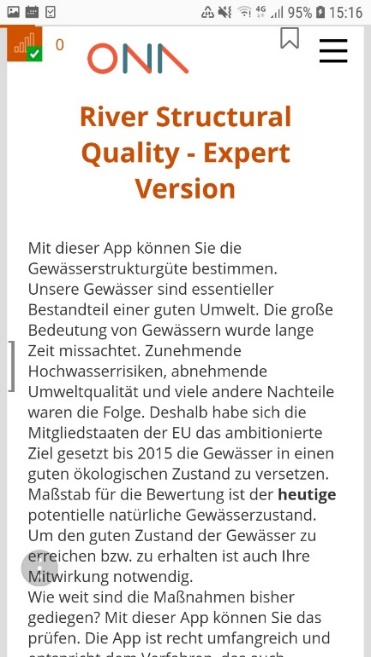 4G 95% 15:16
0
ONA
River Structural
Quality - Expert
Version
Mit dieser App können Sie die
Gewässerstrukturgüte bestimmen.
Unsere Gewässer sind essentieller
Bestandteil einer guten Umwelt. Die große
Bedeutung von Gewässern wurde lange
Zeit missachtet. Zunehmende
Hochwasserrisiken, abnehmende
Umweltqualität und viele andere Nachteile
waren die Folge. Deshalb habe sich die
Mitgliedstaaten der EU das ambitionierte
Ziel gesetzt bis 2015 die Gewässer in einen
guten ökologischen Zustand zu versetzen.
Maßstab für die Bewertung ist der heutige
potentielle natürliche Gewässerzustand.
Um den guten Zustand der Gewässer zu
erreichen bzw. zu erhalten ist auch Ihre
Mitwirkung notwendig.
Wie weit sind die Maßnahmen bisher
gediegen? Mit dieser App können Sie das
prüfen. Die App ist recht umfangreich und
entspricht dem Verfahren, das auch